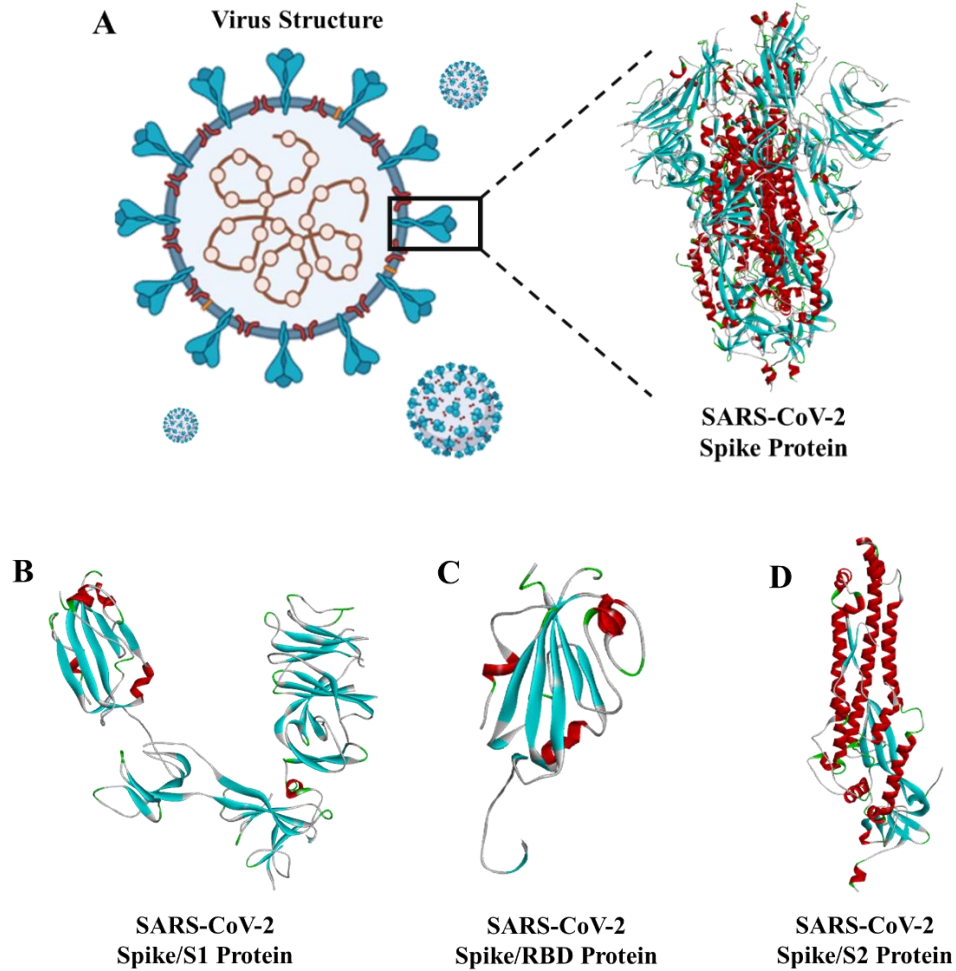 A
Virus Structure
SARS-CoV-2
Spike Protein
B
C
D
SARS-CoV-2
Spike/S1 Protein
SARS-CoV-2
Spike/RBD Protein
SARS-CoV-2
Spike/S2 Protein